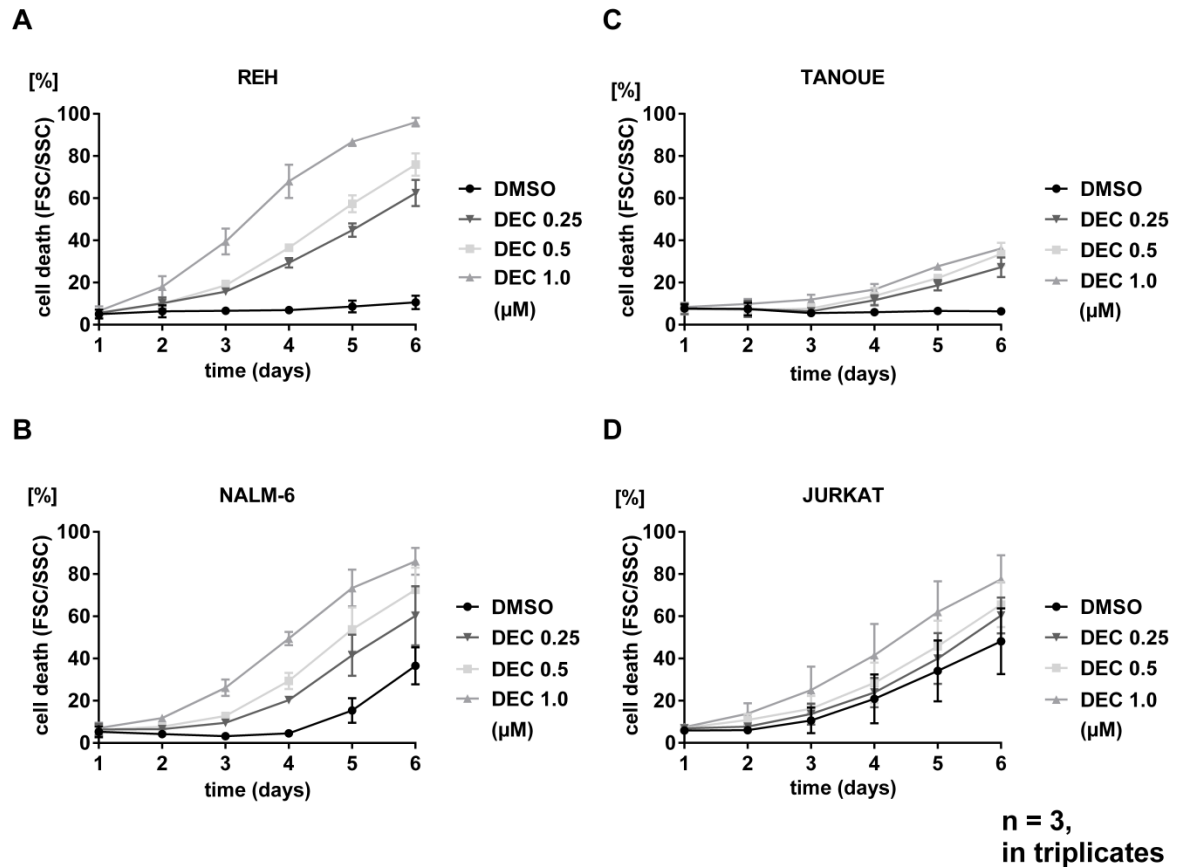 A
REH
[%]
cell death (FSC/SSC)
100
80
60
40
20
0
1 2 3 4 5 6
time (days)
DMSO
DEC 0.25
DEC 0.5
DEC 1.0
(µM)
C
TANOUE
[%]
cell death (FSC/SSC)
100
80
60
40
20
0
1 2 3 4 5 6
time (days)
DMSO
DEC 0.25
DEC 0.5
DEC 1.0
(µM)
B
NALM-6
[%]
cell death (FSC/SSC)
100
80
60
40
20
0
1 2 3 4 5 6
time (days)
DMSO
DEC 0.25
DEC 0.5
DEC 1.0
(µM)
D
JURKAT
[%]
cell death (FSC/SSC)
100
80
60
40
20
0
1 2 3 4 5 6
time (days)
DMSO
DEC 0.25
DEC 0.5
DEC 1.0
(µM)
n = 3,
in triplicates